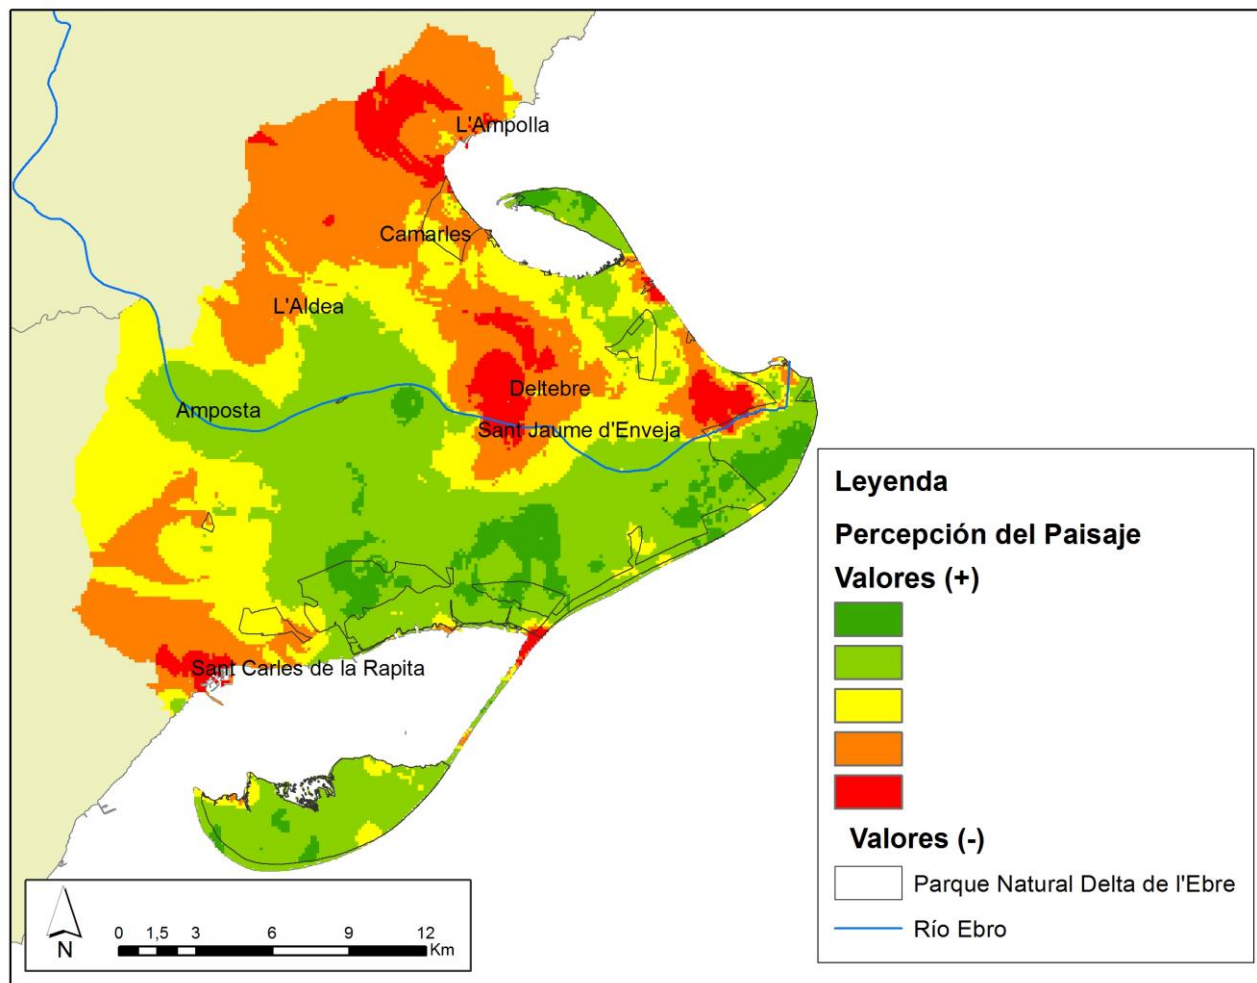 L'Ampolla
Camarles
L'Aldea
Deltebre
Amposta
Sant Jaume d'Enveja
Sant Carles de la Rapita
Leyenda
Percepción del Paisaje
Valores (+)
Valores (-)
Parque Natural Delta de l'Ebre
Río Ebro
N
0 1,5 3 6 9 12
Km